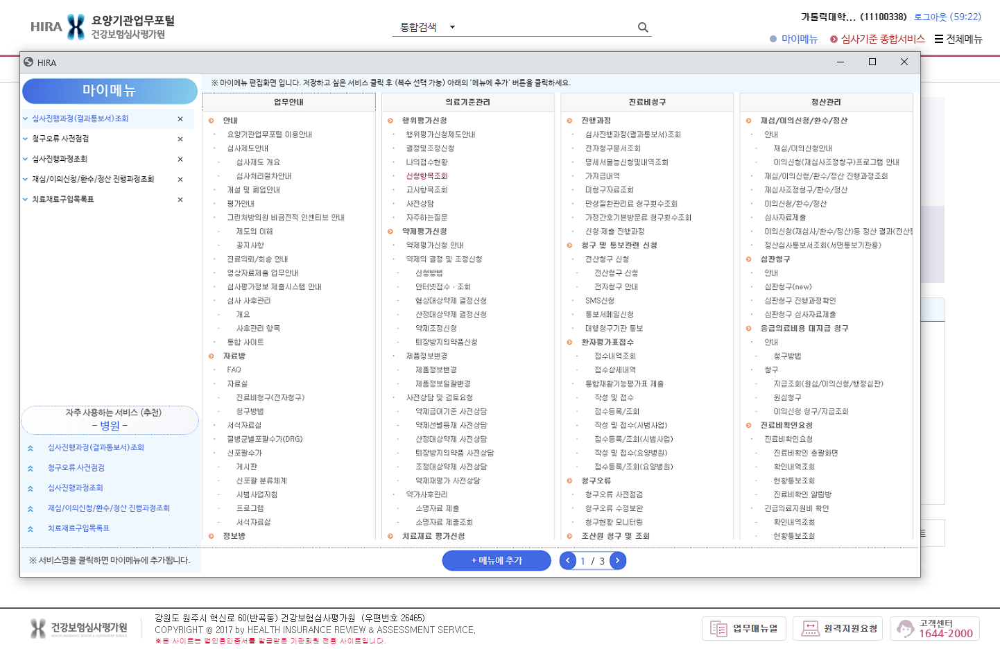 HIRA 요양기관업무포털
건강보험심사평가원
통합검색
가톨릭대학... (11100338) 로그아웃 (59:22)
마이메뉴 심사기준 종합서비스 전체메뉴
HIRA
마이메뉴
심사진행과정(결과통보서)조회
청구오류 사전점검
심사진행과정조회
재심/이의신청/환수/정산 진행과정조회
치료재료구입목록표
자주 사용하는 서비스 (추천)
- 병원 -
심사진행과정(결과통보서)조회
청구오류 사전점검
심사진행과정조회
재심/이의신청/환수/정산 진행과정조회
치료재료구입목록표
※ 서비스명을 클릭하면 마이메뉴에 추가됩니다.
※ 마이메뉴 편집화면 입니다. 저장하고 싶은 서비스 클릭 후 (복수 선택 가능) 아래의 '메뉴에 추가' 버튼을 클릭하세요.
업무안내
안내
요양기관업무포털 이용안내
심사제도안내
심사제도 개요
심사처리절차안내
개설 및 폐업안내
평가안내
그린처방의원 비금전적 인센티브 안내
제도의 이해
공지사항
진료의뢰/회송 안내
영상자료제출 업무안내
심사평가정보 제출시스템 안내
심사 사후관리
개요
사후관리 항목
통합 사이트
자료방
FAQ
자료실
진료비청구(전자청구)
청구방법
서식자료실
질병군별포괄수가(DRG)
신포괄수가
게시판
신포괄 분류체계
시범사업지침
프로그램
서식자료실
정보방
의료기준관리
행위평가신청
행위평가신청제도안내
결정및조정신청
나의접수현황
신청항목조회
고시항목조회
사전상담
자주하는질문
약제평가신청
약제평가신청 안내
약제의 결정 및 조정신청
신청방법
인터넷접수 · 조회
협상대상약제 결정신청
산정대상약제 결정신청
약제조정신청
퇴장방지의약품신청
제품정보변경
제품정보변경
제품정보일괄변경
사전상담 및 검토요청
약제급여기준 사전상담
약제선별등재 사전상담
산정대상약제 사전상담
퇴장방지의약품 사전상담
조정대상약제 사전상담
약제재평가 사전상담
약가사후관리
소명자료 제출
소명자료 제출조회
치료재료 평가신청
진료비청구
진행과정
심사진행과정(결과통보서)조회
전자청구문서조회
명세서불능신청및내역조회
가지급내역
미청구자료조회
만성질환관리료 청구횟수조회
가정간호기본방문료 청구횟수조회
신청·제출 진행과정
청구 및 통보관련 신청
전산청구 신청
전산청구 신청
전자청구 안내
SMS신청
통보서메일신청
대행청구기관 통보
환자평가표접수
접수내역조회
접수상세내역
통합재활기능평가표 제출
작성 및 접수
접수등록/조회
작성 및 접수(시범사업)
접수등록/조회(시범사업)
작성 및 접수(요양병원)
접수등록/조회(요양병원)
청구오류
청구오류 사전점검
청구오류 수정보완
청구현황 모니터링
조산원 청구 및 조회
정산관리
재심/이의신청/환수/정산
안내
재심/이의신청안내
이의신청(재심사조정청구)프로그램 안내
재심/이의신청/환수/정산 진행과정조회
재심사조정청구/환수/정산
이의신청/환수/정산
심사자료제출
이의신청(재심사/환수/정산)등 정산 결과(전산통
정산심사통보서조회(서면통보기관용)
심판청구
안내
심판청구(new)
심판청구 진행과정확인
심판청구 심사자료제출
응급의료비용 대지급 청구
안내
청구방법
청구
지급조회(원심/이의신청/행정심판)
원심청구
이의신청 청구/지급조회
진료비확인요청
진료비확인요청
진료비확인 총괄화면
확인내역조회
현황통보조회
진료비확인 알림방
긴급의료지원비 확인
확인내역조회
현황통보조회
+ 메뉴에 추가 1 / 3
트
건강보험심사평가원
HEALTH INSURANCE REVIEW & ASSESSMENT SERVICE
강원도 원주시 혁신로 60(반곡동) 건강보험심사평가원 (우편번호 26465)
COPYRIGHT © 2017 by HEALTH INSURANCE REVIEW & ASSESSMENT SERVICE.
※본 사이트는 법인용인증서를 발급받은 기관회원 전용 사이트입니다.
업무매뉴얼
원격지원요청
고객센터
1644-2000